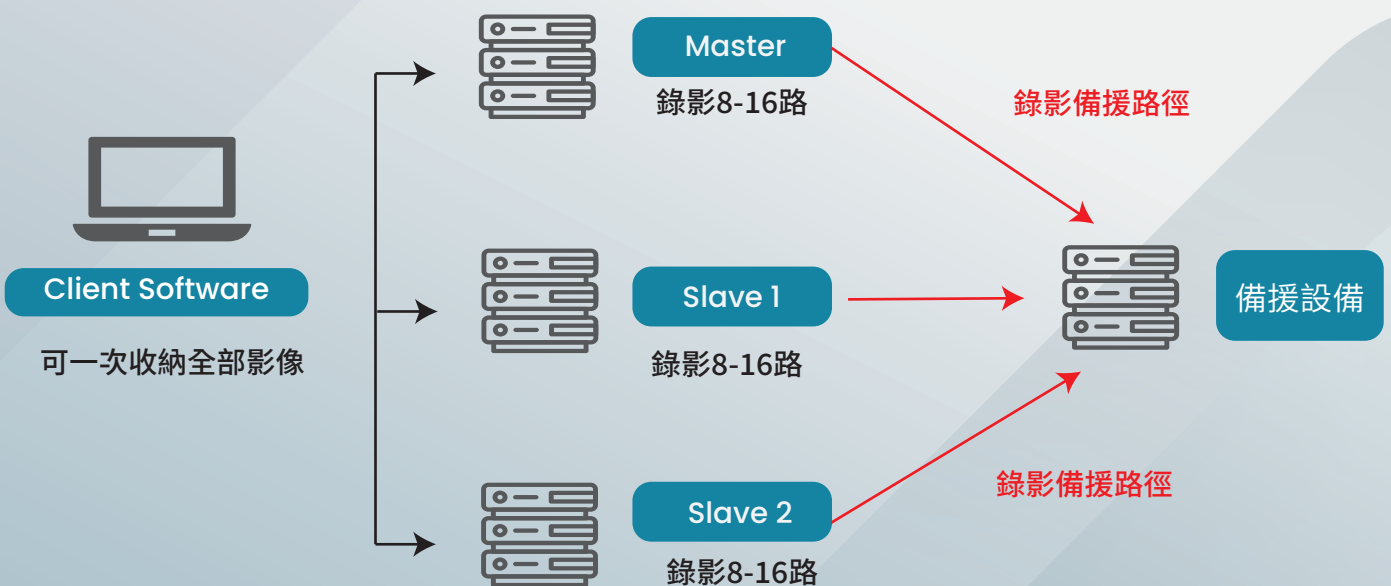 Master
錄影8-16路
錄影備援路徑
Client Software
可一次收納全部影像
Slave 1
錄影8-16路
備援設備
錄影備援路徑
Slave 2
錄影8-16路